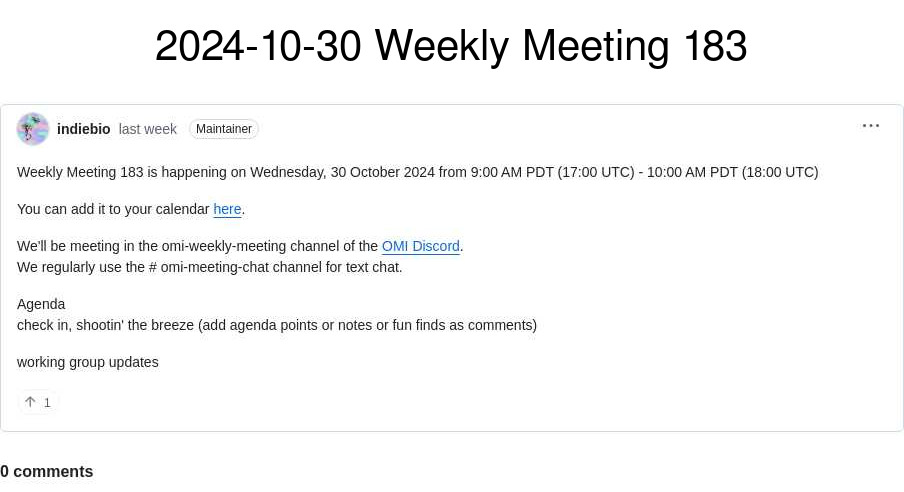 2024-10-30 Weekly Meeting 183
indiebio last week Maintainer
Weekly Meeting 183 is happening on Wednesday, 30 October 2024 from 9:00 AM PDT (17:00 UTC) - 10:00 AM PDT (18:00 UTC)
You can add it to your calendar here.
We'll be meeting in the omi-weekly-meeting channel of the OMI Discord.
We regularly use the # omi-meeting-chat channel for text chat.
Agenda
check in, shootin' the breeze (add agenda points or notes or fun finds as comments)
working group updates
1
0 comments